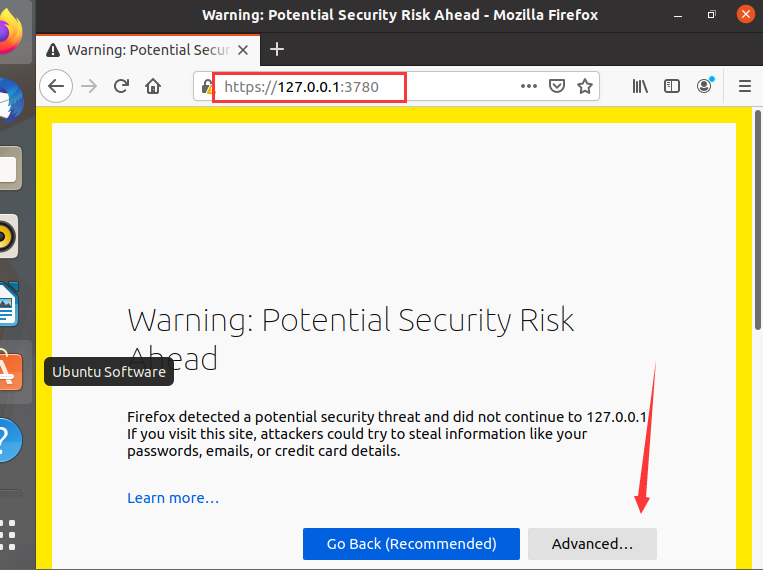 Warning: Potential Security Risk Ahead - Mozilla Firefox
Warning: Potential Secur
https://127.0.0.1:3780
Warning: Potential Security Risk
Ahead
Ubuntu Software
Firefox detected a potential security threat and did not continue to 127.0.0.1
If you visit this site, attackers could try to steal information like your
passwords, emails, or credit card details.
Learn more…
Go Back (Recommended)
Advanced…